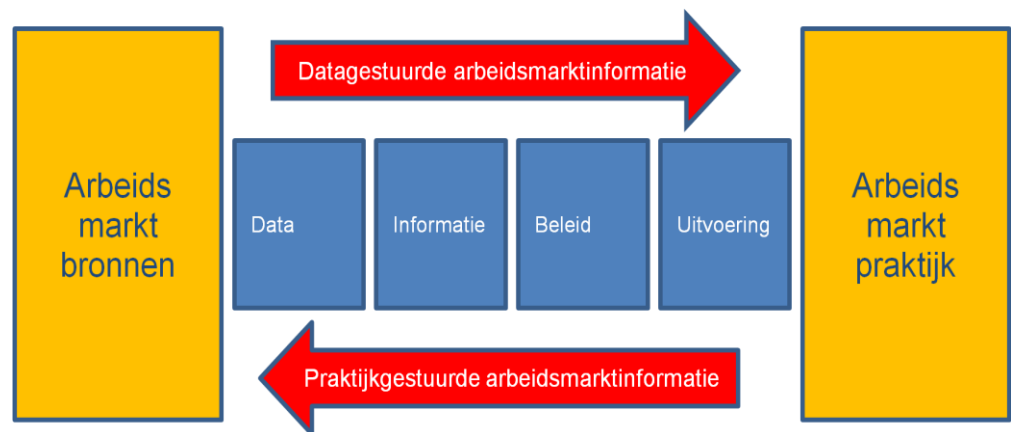 Datagestuurde arbeidsmarktinformatie
Arbeids
markt
bronnen
Data
Informatie
Beleid
Uitvoering
Arbeids
markt
praktijk
Praktijkgestuurde arbeidsmarktinformatie